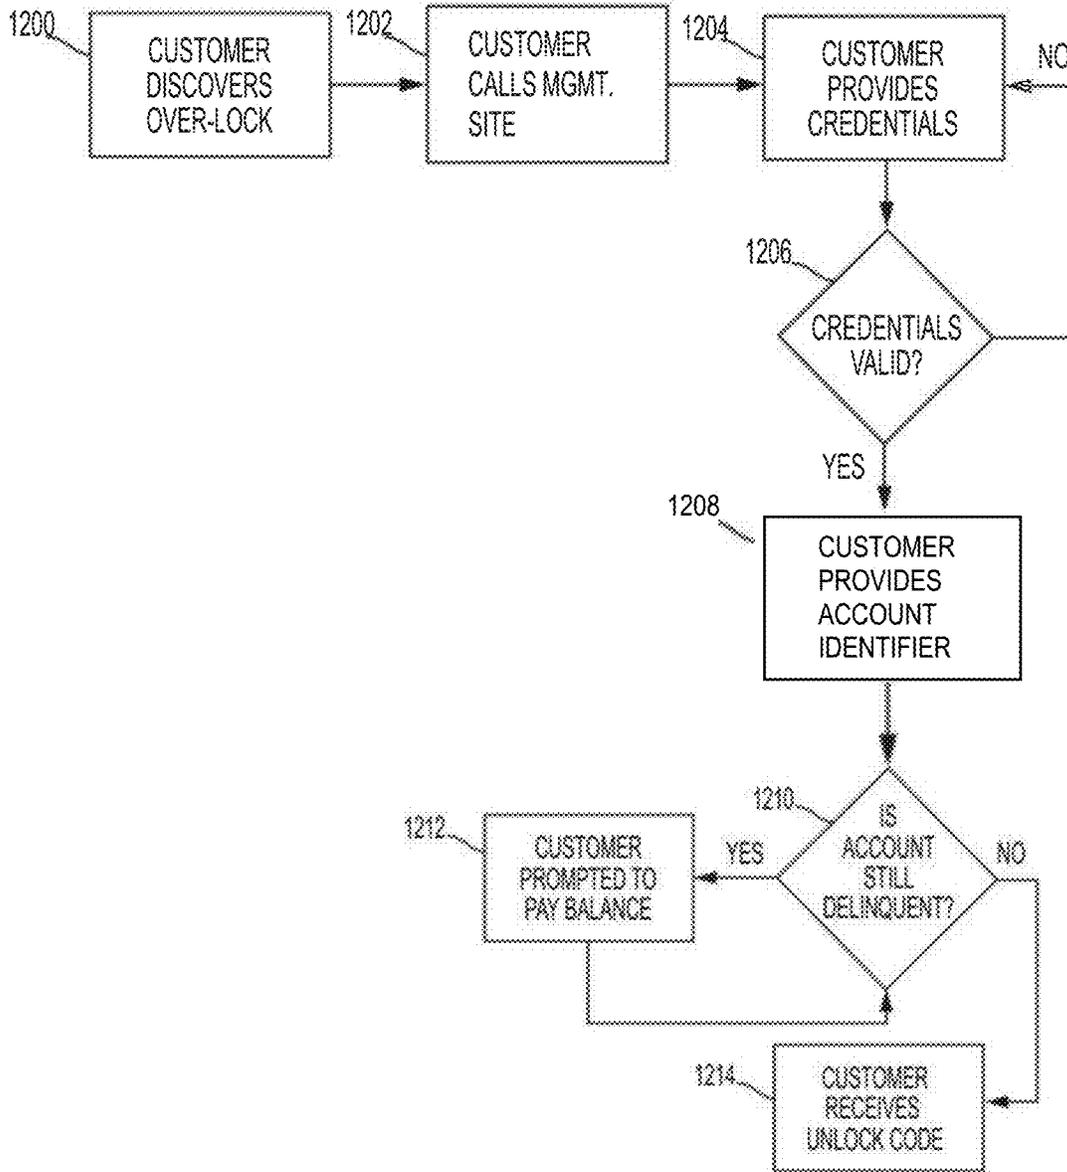 1200
CUSTOMER
DISCOVERS
OVER-LOCK
1202
CUSTOMER
CALLS MGMT.
SITE
1204
CUSTOMER
PROVIDES
CREDENTIALS
NO
1206
CREDENTIALS
VALID?
YES
1208
CUSTOMER
PROVIDES
ACCOUNT
IDENTIFIER
1210
IS
ACCOUNT
STILL
DELINQUENT?
YES
NO
1212
CUSTOMER
PROMPTED TO
PAY BALANCE
1214
CUSTOMER
RECEIVES
UNLOCK CODE